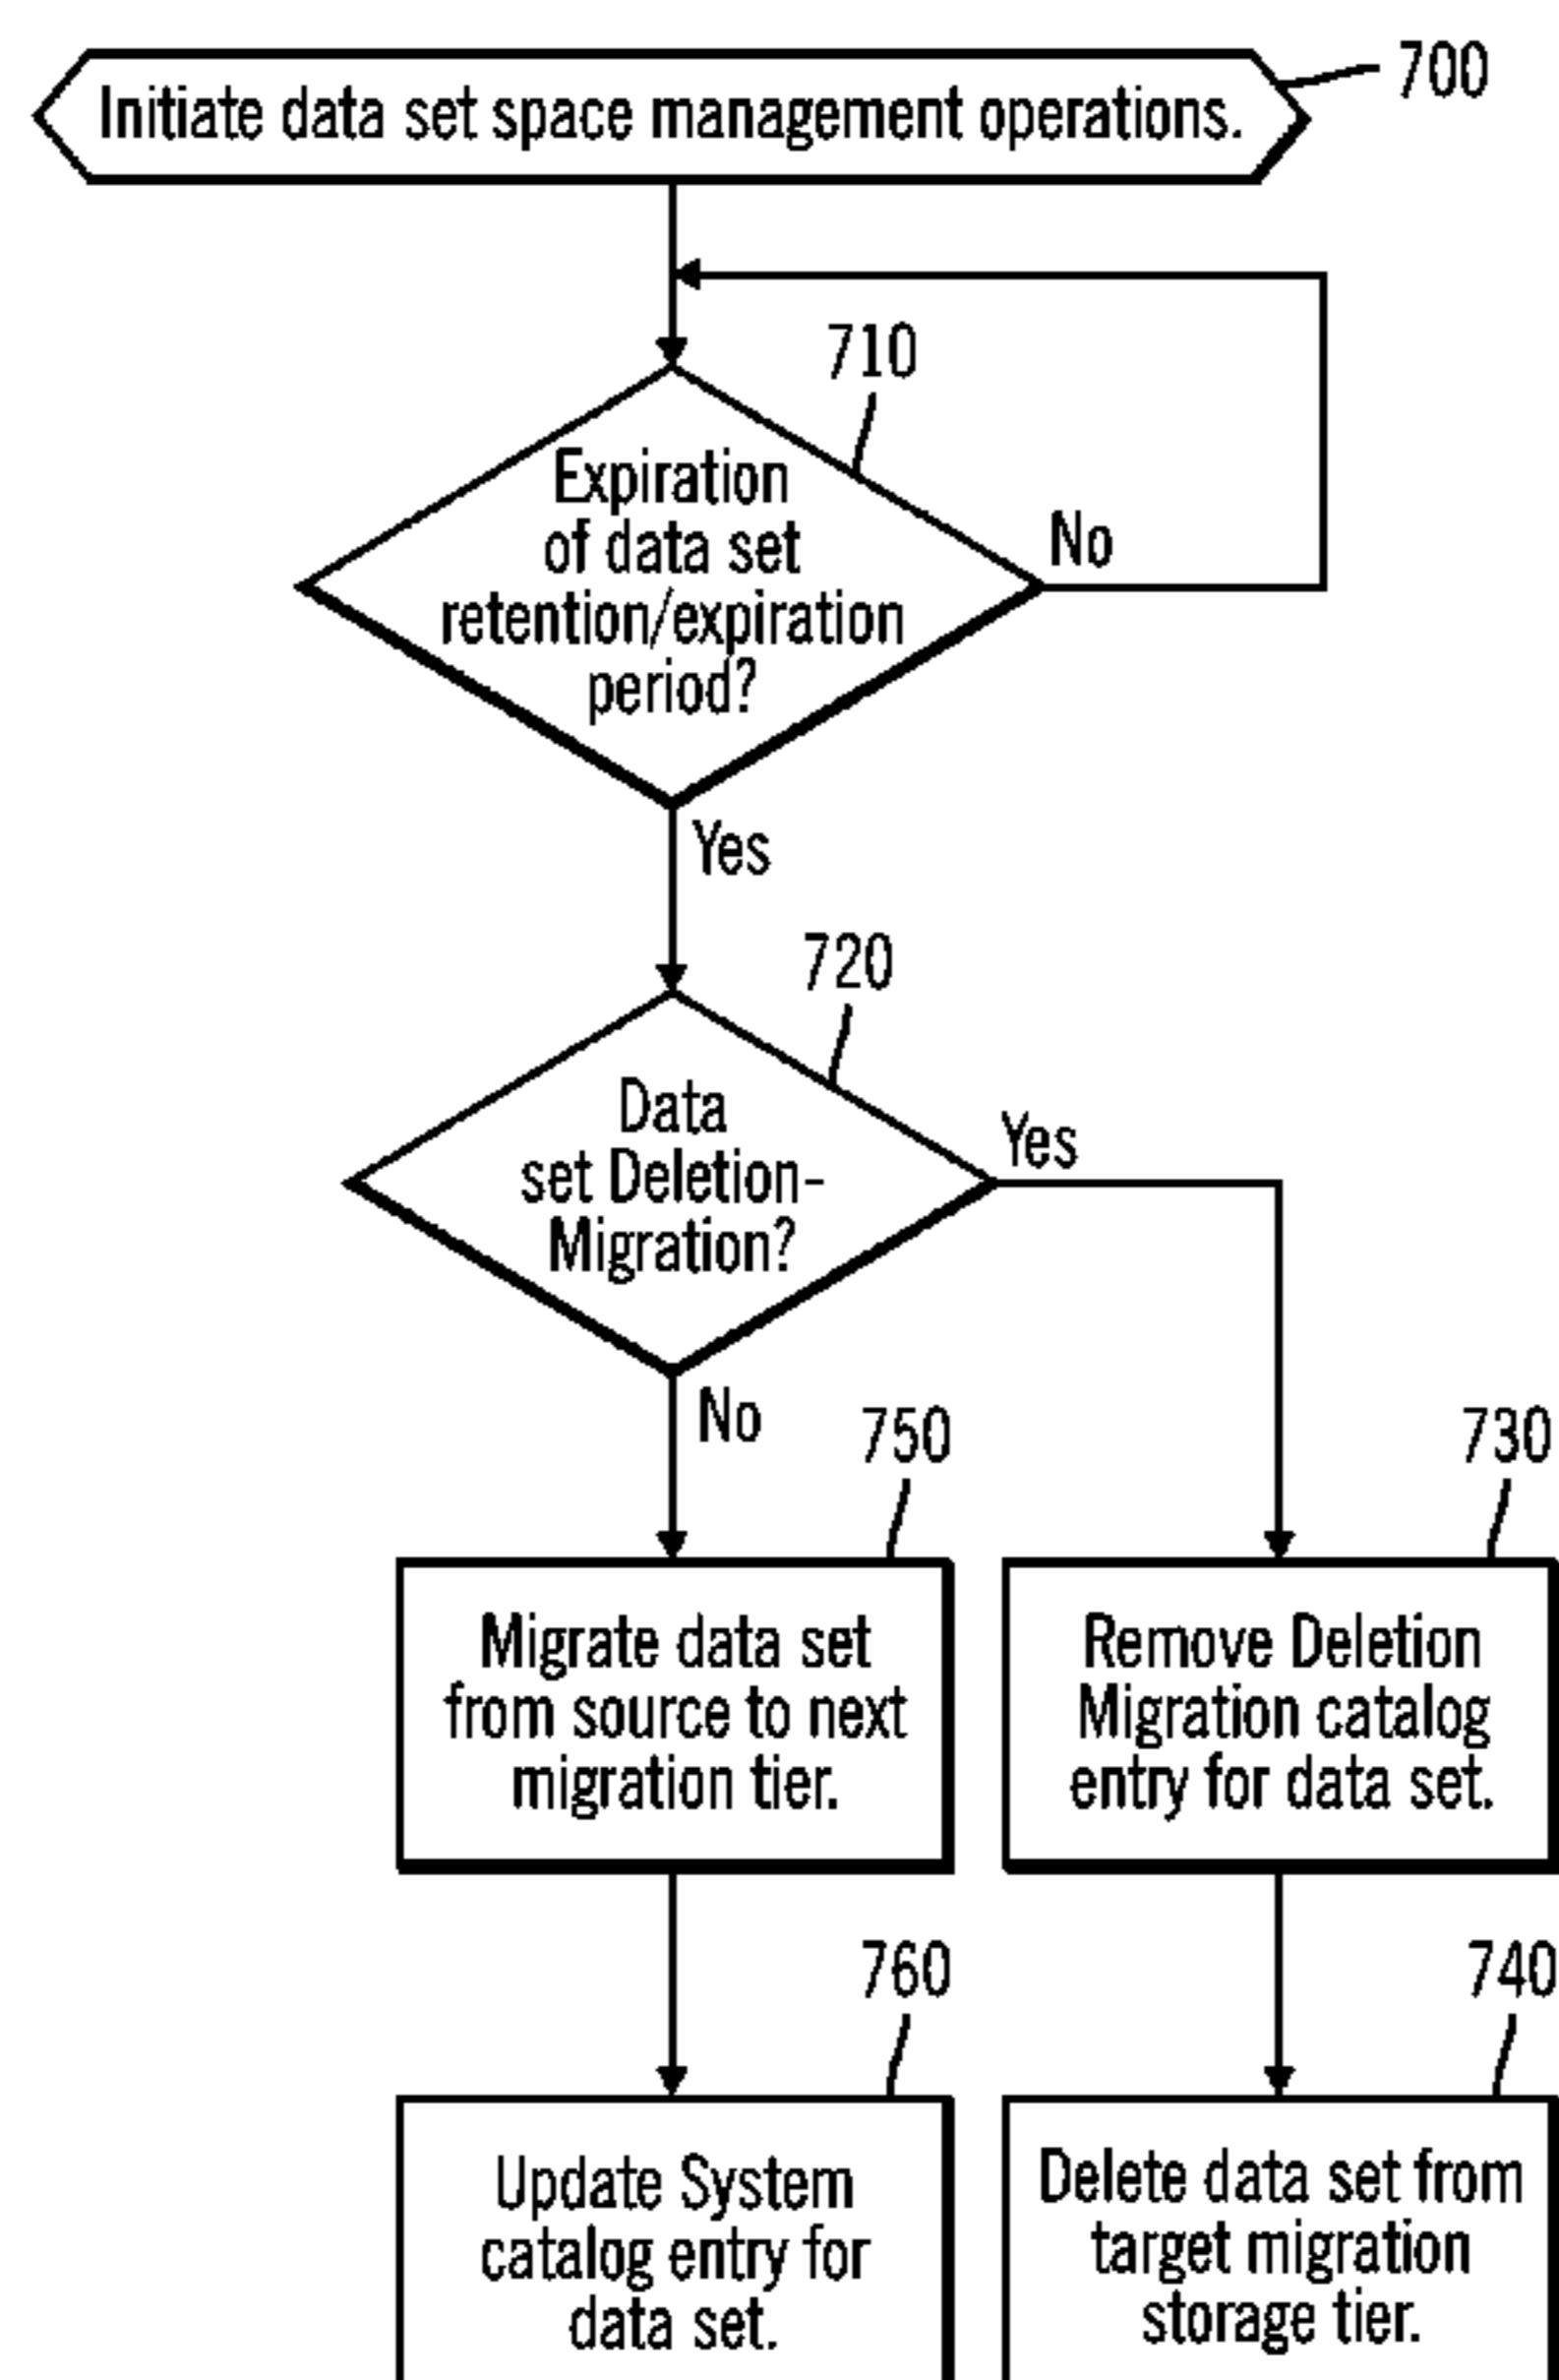 700
Initiate data set space management operations.
710
Expiration
of data set
retention/expiration
period?
No
Yes
720
Data
set Deletion-
Migration?
Yes
No
750
730
Migrate data set
from source to next
migration tier.
Remove Deletion
Migration catalog
entry for data set.
760
740
Update System
catalog entry for
data set.
Delete data set from
target migration
storage tier.